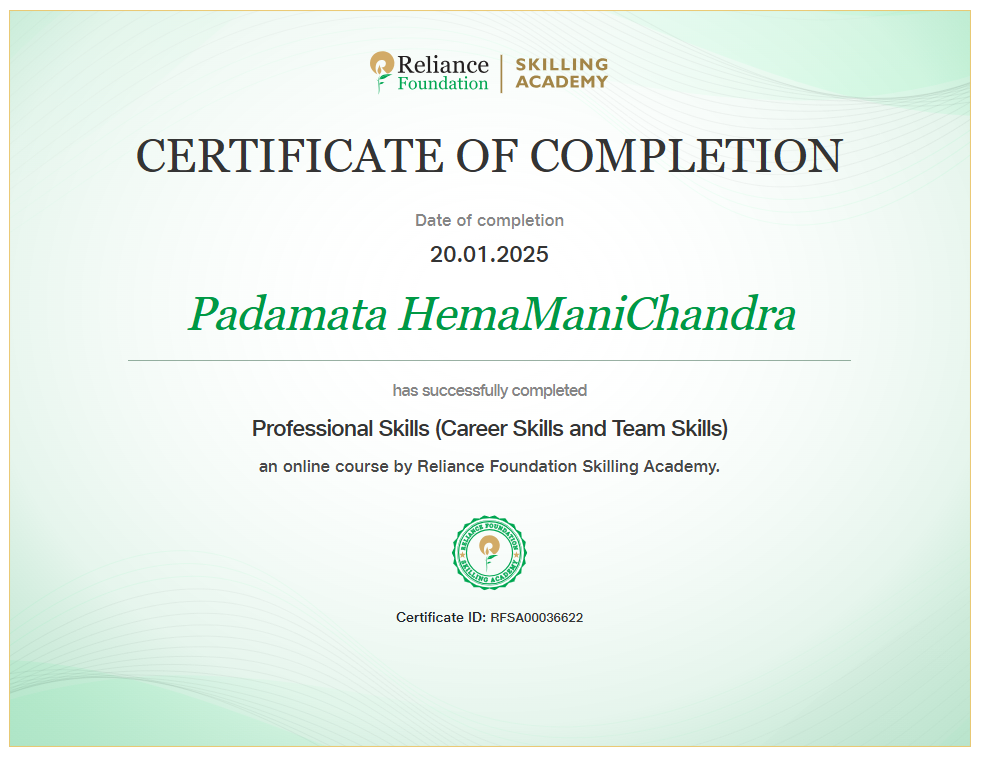 Reliance
Foundation
SKILLING
ACADEMY
CERTIFICATE OF COMPLETION
Date of completion
20.01.2025
Padamata HemaManiChandra
has successfully completed
Professional Skills (Career Skills and Team Skills)
an online course by Reliance Foundation Skilling Academy.
RELIANCE FOUNDATION
SKILLING ACADEMY
Certificate ID: RFSA00036622